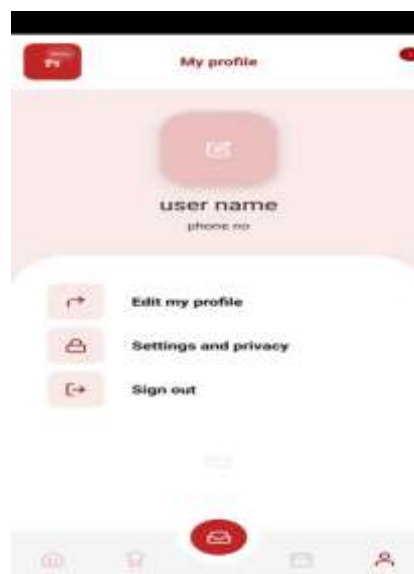 My profile
user name
phone no
Edit my profile
Settings and privacy
Sign out